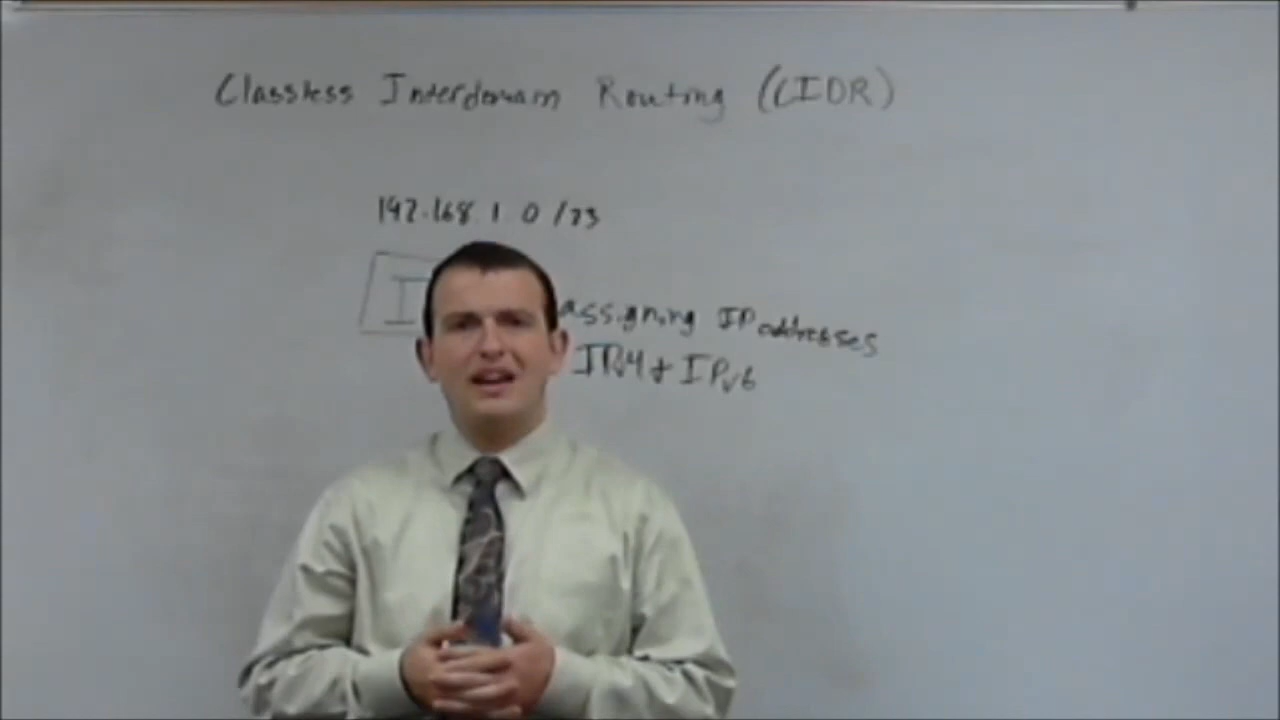 Classless Interdomain Routing (CIDR)
192.168.1.0 /23
I
assigning IP addresses
IPv4 & IPv6